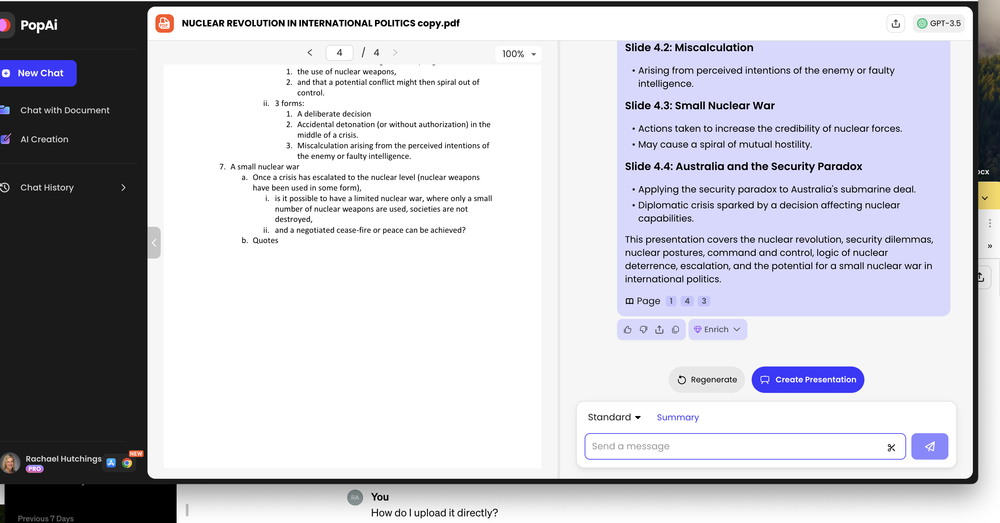 PopAi
New Chat
Chat with Document
AI Creation
Chat History
Rachael Hutchings
PRO
NEW
PDF
NUCLEAR REVOLUTION IN INTERNATIONAL POLITICS copy.pdf
GPT-3.5
4 / 4
100%
1. the use of nuclear weapons,
2. and that a potential conflict might then spiral out of
control.
ii. 3 forms:
1. A deliberate decision
2. Accidental detonation (or without authorization) in the
middle of a crisis.
3. Miscalculation arising from the perceived intentions of
the enemy or faulty intelligence.
7. A small nuclear war
a. Once a crisis has escalated to the nuclear level (nuclear weapons
have been used in some form),
i. is it possible to have a limited nuclear war, where only a small
number of nuclear weapons are used, societies are not
destroyed,
ii. and a negotiated cease-fire or peace can be achieved?
b. Quotes
Slide 4.2: Miscalculation
• Arising from perceived intentions of the enemy or faulty
intelligence.
Slide 4.3: Small Nuclear War
• Actions taken to increase the credibility of nuclear forces.
• May cause a spiral of mutual hostility.
Slide 4.4: Australia and the Security Paradox
• Applying the security paradox to Australia's submarine deal.
• Diplomatic crisis sparked by a decision affecting nuclear
capabilities.
This presentation covers the nuclear revolution, security dilemmas,
nuclear postures, command and control, logic of nuclear
deterrence, escalation, and the potential for a small nuclear war in
international politics.
Page 1 4 3
Enrich
Regenerate
Create Presentation
Standard
Summary
Send a message
ocx
»
RA
You
How do I upload it directly?
Previous 7 Days